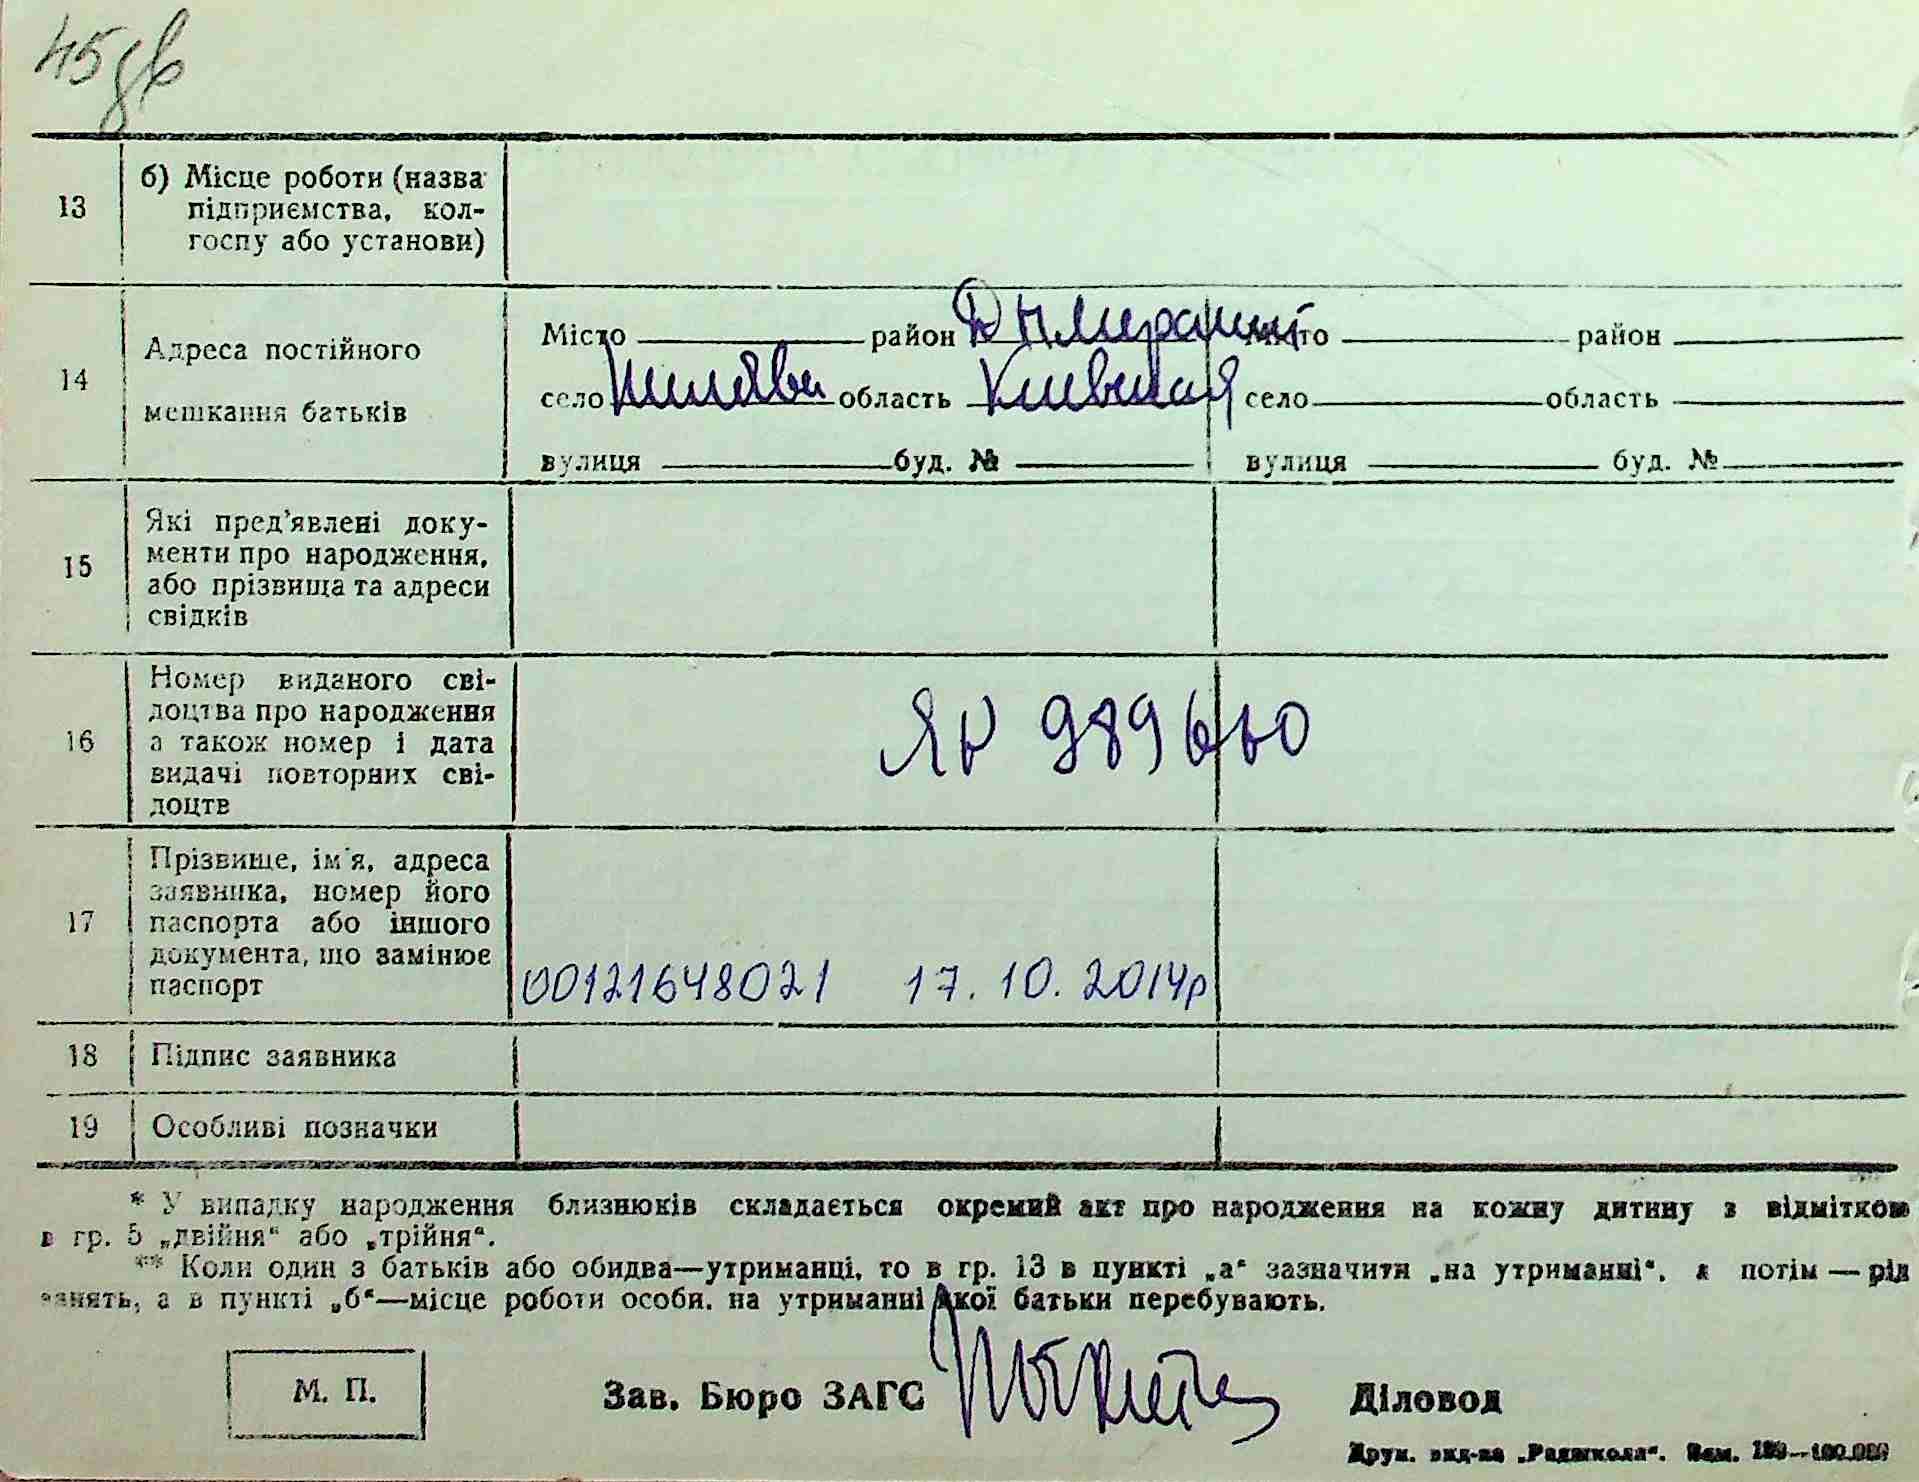 45
13
б) Місце роботи (назва
підприємства, кол-
госпу або установи)
14
Адреса постійного
мешкання батьків
Місто район Місто район
село область Киевская село область
вулиця буд. № вулиця буд. №
15
Які пред'явлені доку-
менти про народження,
або прізвища та адреси
свідків
16
Номер виданого сві-
доцтва про народження
а також номер і дата
видачі повторних сві-
доцтв
17
Прізвище, ім'я, адреса
заявника, номер його
паспорта або іншого
документа, що замінює
паспорт
00121648021 17.10.2014р
18 Підпис заявника
19 Особливі позначки
* У випадку народження близнюків складається окремий акт про народження на кожну дитину з відміткою
в гр. 5 „двійня“ або „трійня“.
** Коли один з батьків або обидва—утриманці, то в гр. 13 в пункті „а“ зазначити „на утриманні“, а потім — рід
занять, а в пункті „б“—місце роботи особи, на утриманні якої батьки перебувають.
М. П.
Зав. Бюро ЗАГС
Діловод
Друк. вид-ва „Радшкола“. Зам.